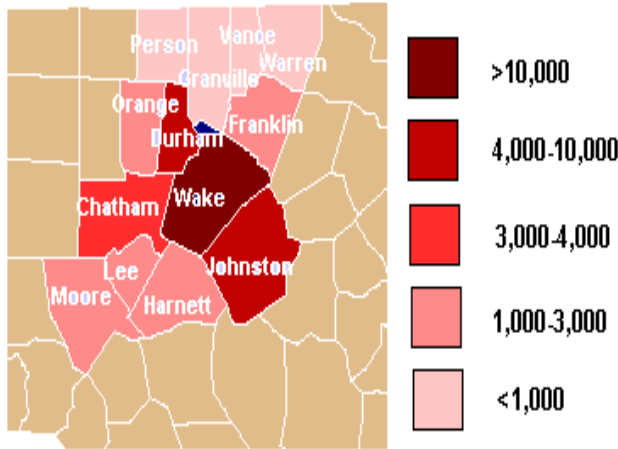 Person
Vance
Warren
Granville
Orange
Durham
Franklin
Chatham
Wake
Lee
Johnston
Moore
Harnett
>10,000
4,000-10,000
3,000-4,000
1,000-3,000
<1,000